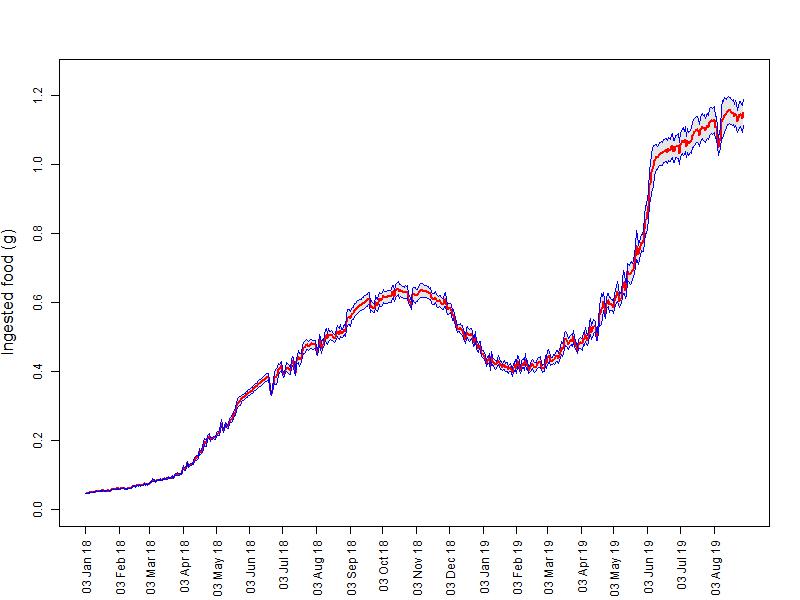 Ingested food (g)
1.2
1.0
0.8
0.6
0.4
0.2
0.0
03 Jan 18
03 Feb 18
03 Mar 18
03 Apr 18
03 May 18
03 Jun 18
03 Jul 18
03 Aug 18
03 Sep 18
03 Oct 18
03 Nov 18
03 Dec 18
03 Jan 19
03 Feb 19
03 Mar 19
03 Apr 19
03 May 19
03 Jun 19
03 Jul 19
03 Aug 19